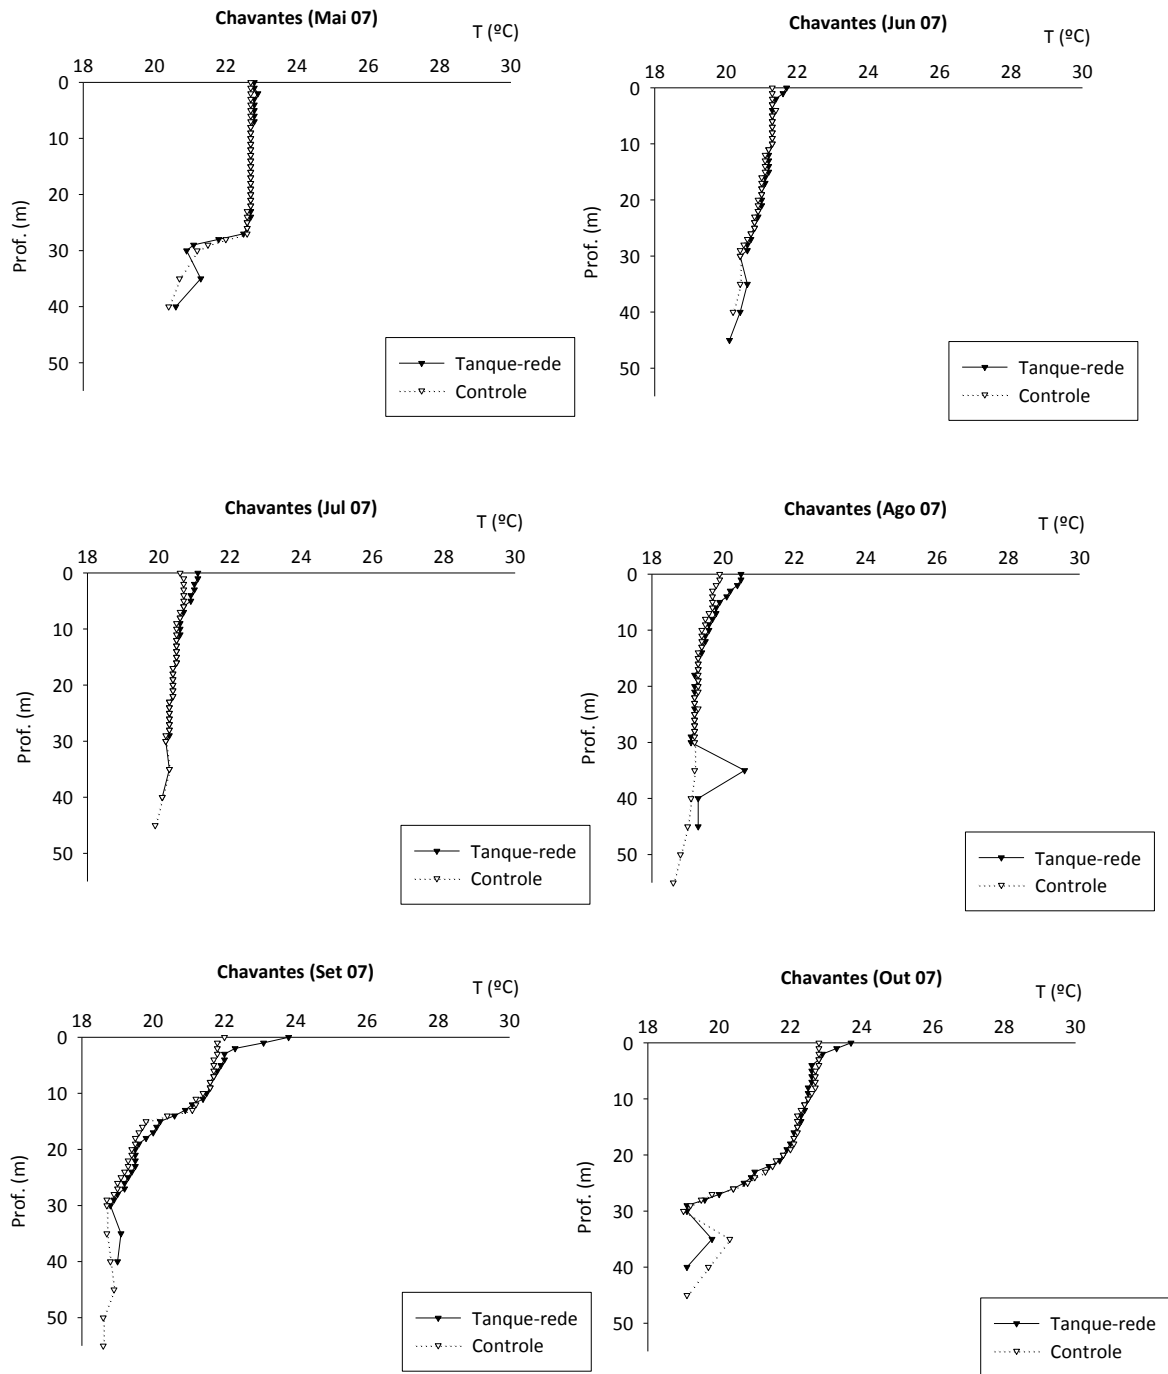 Chavantes (Mai 07)
T (ºC)
18 20 22 24 26 28 30
0
10
20
30
40
50
Prof. (m)
Tanque-rede
Controle
Chavantes (Jun 07)
T (ºC)
18 20 22 24 26 28 30
0
10
20
30
40
50
Prof. (m)
Tanque-rede
Controle
Chavantes (Jul 07)
T (ºC)
18 20 22 24 26 28 30
0
10
20
30
40
50
Prof. (m)
Tanque-rede
Controle
Chavantes (Ago 07)
T (ºC)
18 20 22 24 26 28 30
0
10
20
30
40
50
Prof. (m)
Tanque-rede
Controle
Chavantes (Set 07)
T (ºC)
18 20 22 24 26 28 30
0
10
20
30
40
50
Prof. (m)
Tanque-rede
Controle
Chavantes (Out 07)
T (ºC)
18 20 22 24 26 28 30
0
10
20
30
40
50
Prof. (m)
Tanque-rede
Controle